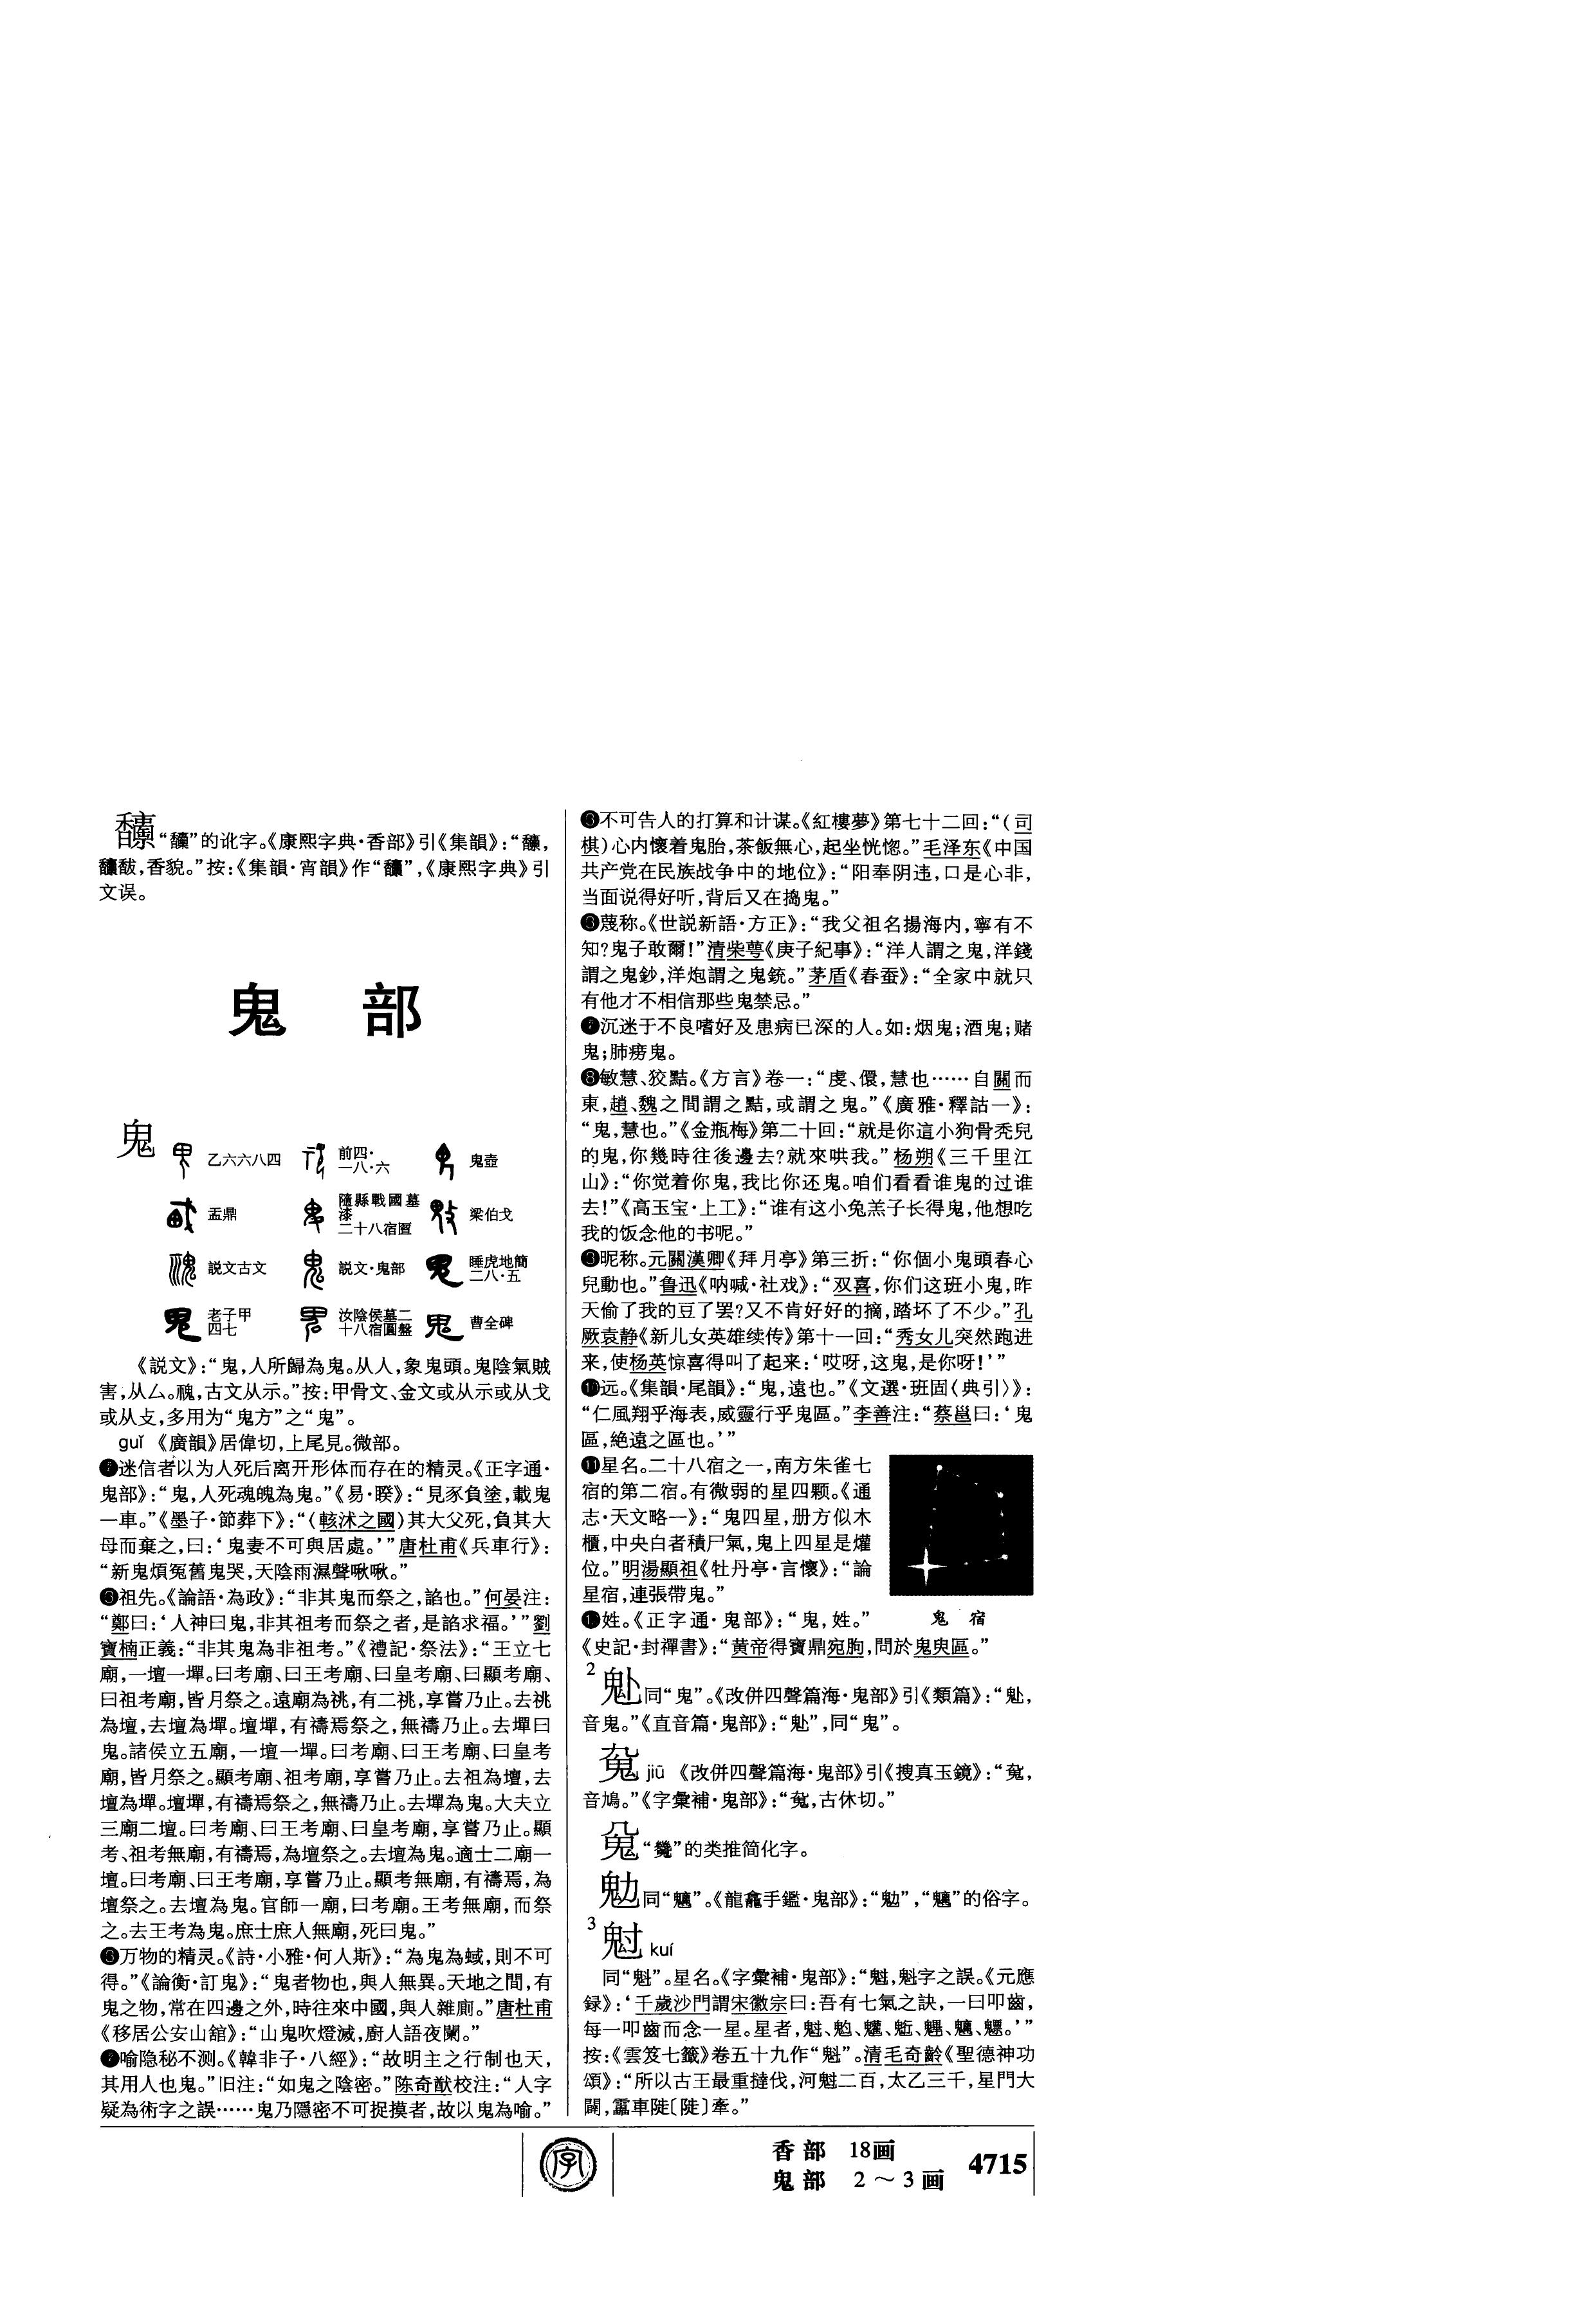 “ ”的讹字。《康熙字典·香部》引《集韻》：“ ，
 馛，香貌。”按：《集韻·宵韻》作“ ”，《康熙字典》引
文误。
鬼 部
鬼 乙六六八四 前四·一八·六 鬼壺
盂鼎 隨縣戰國墓漆二十八宿匫 梁伯戈
説文古文 説文·鬼部 睡虎地簡二八·五
老子甲四七 汝陰侯墓二十八宿圓盤 曹全碑
《説文》：“鬼，人所歸為鬼。从人，象鬼頭。鬼陰氣賊
害，从厶。䰡，古文从示。”按：甲骨文、金文或从示或从戈
或从攴，多用为“鬼方”之“鬼”。
guǐ 《廣韻》居偉切，上尾見。微部。
迷信者以为人死后离开形体而存在的精灵。《正字通·
鬼部》：“鬼，人死魂魄為鬼。”《易·睽》：“見豕負塗，載鬼
一車。”《墨子·節葬下》：“（輆沭之國）其大父死，負其大
母而棄之，曰：‘鬼妻不可與居處。’”唐杜甫《兵車行》：
“新鬼煩冤舊鬼哭，天陰雨濕聲啾啾。”
祖先。《論語·為政》：“非其鬼而祭之，諂也。”何晏注：
“鄭曰：‘人神曰鬼，非其祖考而祭之者，是諂求福。’”劉
寶楠正義：“非其鬼為非祖考。”《禮記·祭法》：“王立七
廟，一壇一墠。曰考廟、曰王考廟、曰皇考廟、曰顯考廟、
曰祖考廟，皆月祭之。遠廟為祧，有二祧，享嘗乃止。去祧
為壇，去壇為墠。壇墠，有禱焉祭之，無禱乃止。去墠曰
鬼。諸侯立五廟，一壇一墠。曰考廟、曰王考廟、曰皇考
廟，皆月祭之。顯考廟、祖考廟，享嘗乃止。去祖為壇，去
壇為墠。壇墠，有禱焉祭之，無禱乃止。去墠為鬼。大夫立
三廟二壇。曰考廟、曰王考廟、曰皇考廟，享嘗乃止。顯
考、祖考無廟，有禱焉，為壇祭之。去壇為鬼。適士二廟一
壇。曰考廟、曰王考廟，享嘗乃止。顯考無廟，有禱焉，為
壇祭之。去壇為鬼。官師一廟，曰考廟。王考無廟，而祭
之。去王考為鬼。庶士庶人無廟，死曰鬼。”
万物的精灵。《詩·小雅·何人斯》：“為鬼為蜮，則不可
得。”《論衡·訂鬼》：“鬼者物也，與人無異。天地之間，有
鬼之物，常在四邊之外，時往來中國，與人雜廁。”唐杜甫
《移居公安山館》：“山鬼吹燈滅，廚人語夜闌。”
喻隐秘不测。《韓非子·八經》：“故明主之行制也天，
其用人也鬼。”旧注：“如鬼之陰密。”陈奇猷校注：“人字
疑為術字之誤……鬼乃隱密不可捉摸者，故以鬼為喻。”
不可告人的打算和计谋。《紅樓夢》第七十二回：“（司
棋）心内懷着鬼胎，茶飯無心，起坐恍惚。”毛泽东《中国
共产党在民族战争中的地位》：“阳奉阴违，口是心非，
当面说得好听，背后又在捣鬼。”
蔑称。《世説新語·方正》：“我父祖名揚海内，寧有不
知？鬼子敢爾！”清柴萼《庚子紀事》：“洋人謂之鬼，洋錢
謂之鬼鈔，洋炮謂之鬼銃。”茅盾《春蚕》：“全家中就只
有他才不相信那些鬼禁忌。”
沉迷于不良嗜好及患病已深的人。如：烟鬼；酒鬼；赌
鬼；肺痨鬼。
❽敏慧、狡黠。《方言》卷一：“虔、儇，慧也……自關而
東，趙、魏之間謂之黠，或謂之鬼。”《廣雅·釋詁一》：
“鬼，慧也。”《金瓶梅》第二十回：“就是你這小狗骨秃兒
的鬼，你幾時往後邊去？就來哄我。”杨朔《三千里江
山》：“你觉着你鬼，我比你还鬼。咱们看看谁鬼的过谁
去！”《高玉宝·上工》：“谁有这小兔羔子长得鬼，他想吃
我的饭念他的书呢。”
昵称。元關漢卿《拜月亭》第三折：“你個小鬼頭春心
兒動也。”鲁迅《呐喊·社戏》：“双喜，你们这班小鬼，昨
天偷了我的豆了罢？又不肯好好的摘，踏坏了不少。”孔
厥袁静《新儿女英雄续传》第十一回：“秀女儿突然跑进
来，使杨英惊喜得叫了起来：‘哎呀，这鬼，是你呀！’”
远。《集韻·尾韻》：“鬼，遠也。”《文選·班固〈典引〉》：
“仁風翔乎海表，威靈行乎鬼區。”李善注：“蔡邕曰：‘鬼
區，絶遠之區也。’”
⓫星名。二十八宿之一，南方朱雀七
宿的第二宿。有微弱的星四颗。《通
志·天文略一》：“鬼四星，册方似木
櫃，中央白者積尸氣，鬼上四星是爟
位。”明湯顯祖《牡丹亭·言懷》：“論
星宿，連張帶鬼。”
鬼 宿
姓。《正字通·鬼部》：“鬼，姓。”
《史記·封禪書》：“黄帝得寶鼎宛朐，問於鬼臾區。”
2
同“鬼”。《改併四聲篇海·鬼部》引《類篇》：“ ，
音鬼。”《直音篇·鬼部》：“ ”，同“鬼”。
jiū 《改併四聲篇海·鬼部》引《搜真玉鏡》：“ ，
音鳩。”《字彙補·鬼部》：“ ，古休切。”
“ ”的类推简化字。
同“魑”。《龍龕手鑑·鬼部》：“ ”，“魑”的俗字。
3
kuí
同“魁”。星名。《字彙補·鬼部》：“ ，魁字之誤。《元應
録》：‘千歲沙門謂宋徽宗曰：吾有七氣之訣，一曰叩齒，
每一叩齒而念一星。星者， 。’”
按：《雲笈七籤》卷五十九作“魁”。清毛奇齡《聖德神功
頌》：“所以古王最重撻伐，河魁二百，太乙三千，星門大
開， 車陡〔陡〕牽。”
字
香部 18画
鬼部 2～3画
4715